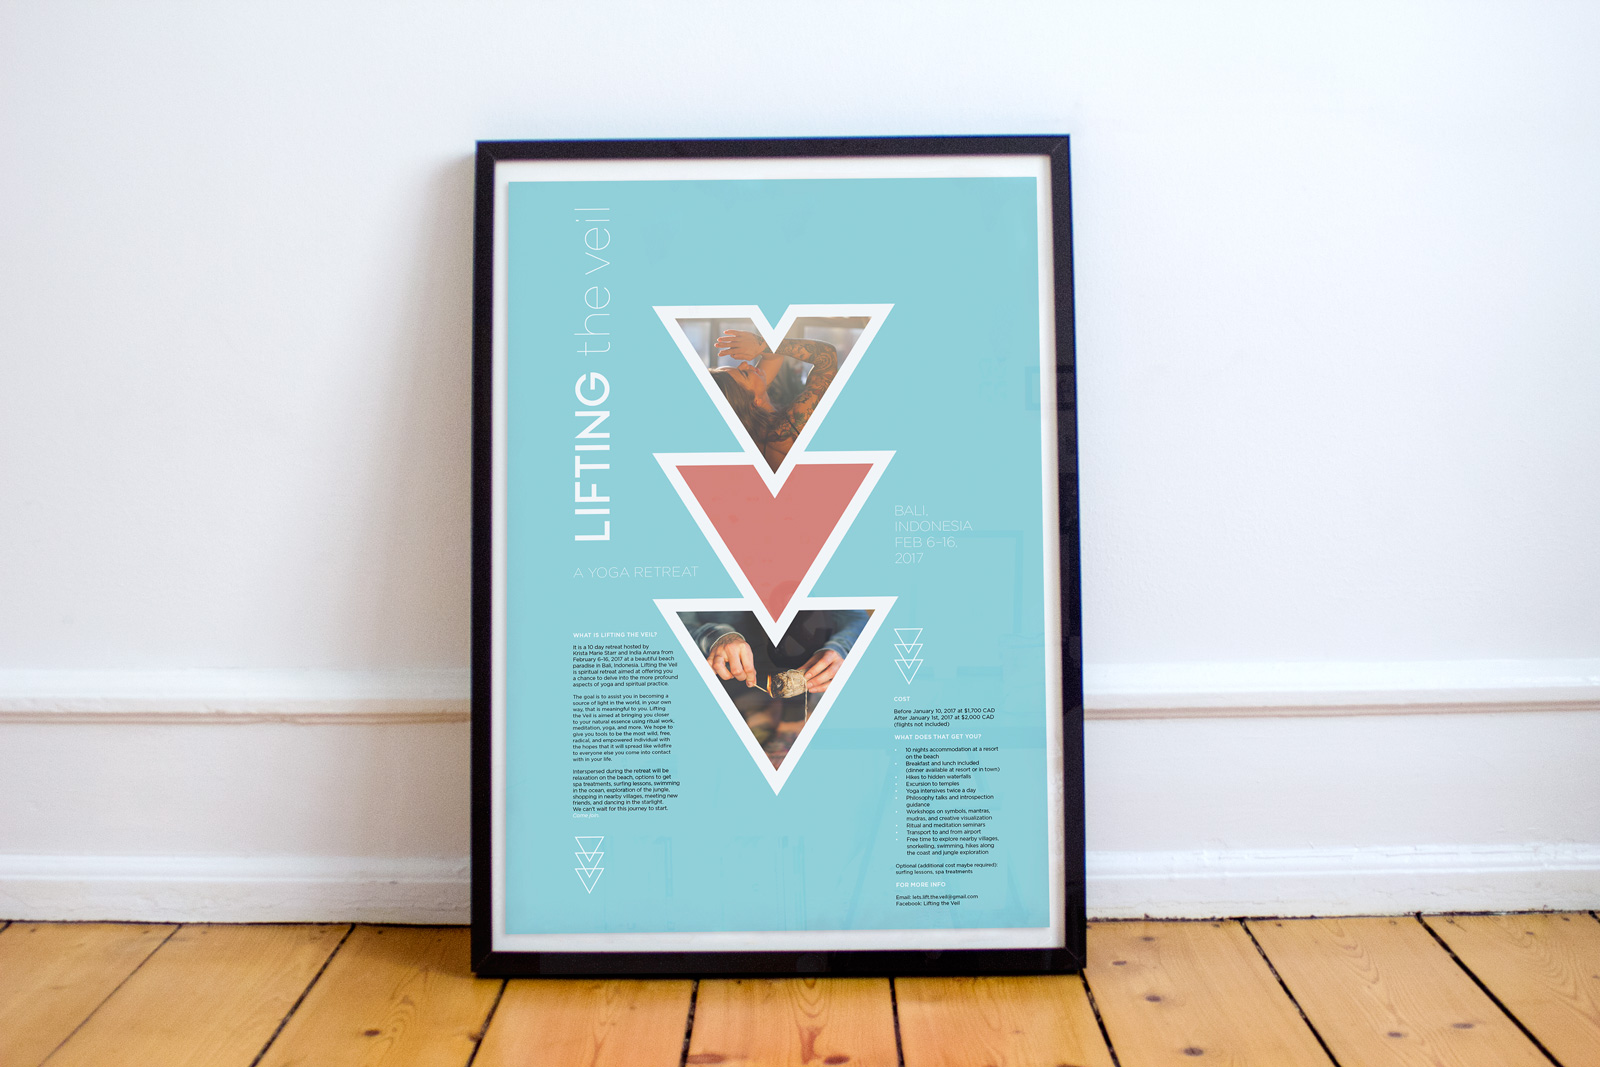 LIFTING the veil
A YOGA RETREAT
BALI,
INDONESIA
FEB 6–16,
2017
WHAT IS LIFTING THE VEIL?
It is a 10 day retreat hosted by
Krista Marie Starr and India Amara from
February 6-16, 2017 at a beautiful beach
paradise in Bali, Indonesia. Lifting the Veil
is spiritual retreat aimed at offering you
a chance to delve into the more profound
aspects of yoga and spiritual practice.
The goal is to assist you in becoming a
source of light in the world, in your own
way, that is meaningful to you. Lifting
the Veil is aimed at bringing you closer
to your natural essence using ritual work,
meditation, yoga, and more. We hope to
give you tools to be the most wild, free,
radical, and empowered individual with
the hopes that it will spread like wildfire
to everyone else you come into contact
with in your life.
Interspersed during the retreat will be
relaxation on the beach, options to get
spa treatments, surfing lessons, swimming
in the ocean, exploration of the jungle,
shopping in nearby villages, meeting new
friends, and dancing in the starlight.
We can't wait for this journey to start.
Come join.
COST
Before January 10, 2017 at $1,700 CAD
After January 1st, 2017 at $2,000 CAD
(flights not included)
WHAT DOES THAT GET YOU?
· 10 nights accommodation at a resort
on the beach
· Breakfast and lunch included
(dinner available at resort or in town)
· Hikes to hidden waterfalls
· Excursion to temples
· Yoga intensives twice a day
· Philosophy talks and introspection
guidance
· Workshops on symbols, mantras,
mudras, and creative visualization
· Ritual and meditation seminars
· Transport to and from airport
· Free time to explore nearby villages,
snorkelling, swimming, hikes along
the coast and jungle exploration
Optional (additional cost maybe required):
surfing lessons, spa treatments
FOR MORE INFO
Email: lets.lift.the.veil@gmail.com
Facebook: Lifting the Veil